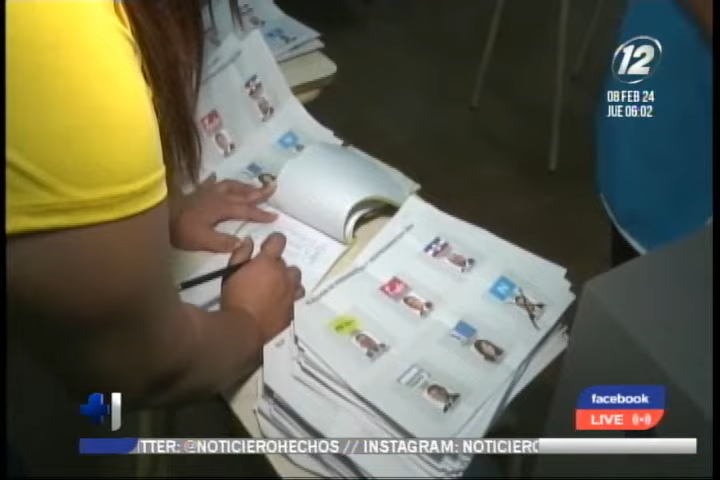 12
08 FEB 24
JUE 06:02
N
facebook
LIVE
ITTER: @NOTICIEROHECHOS // INSTAGRAM: NOTICIERO